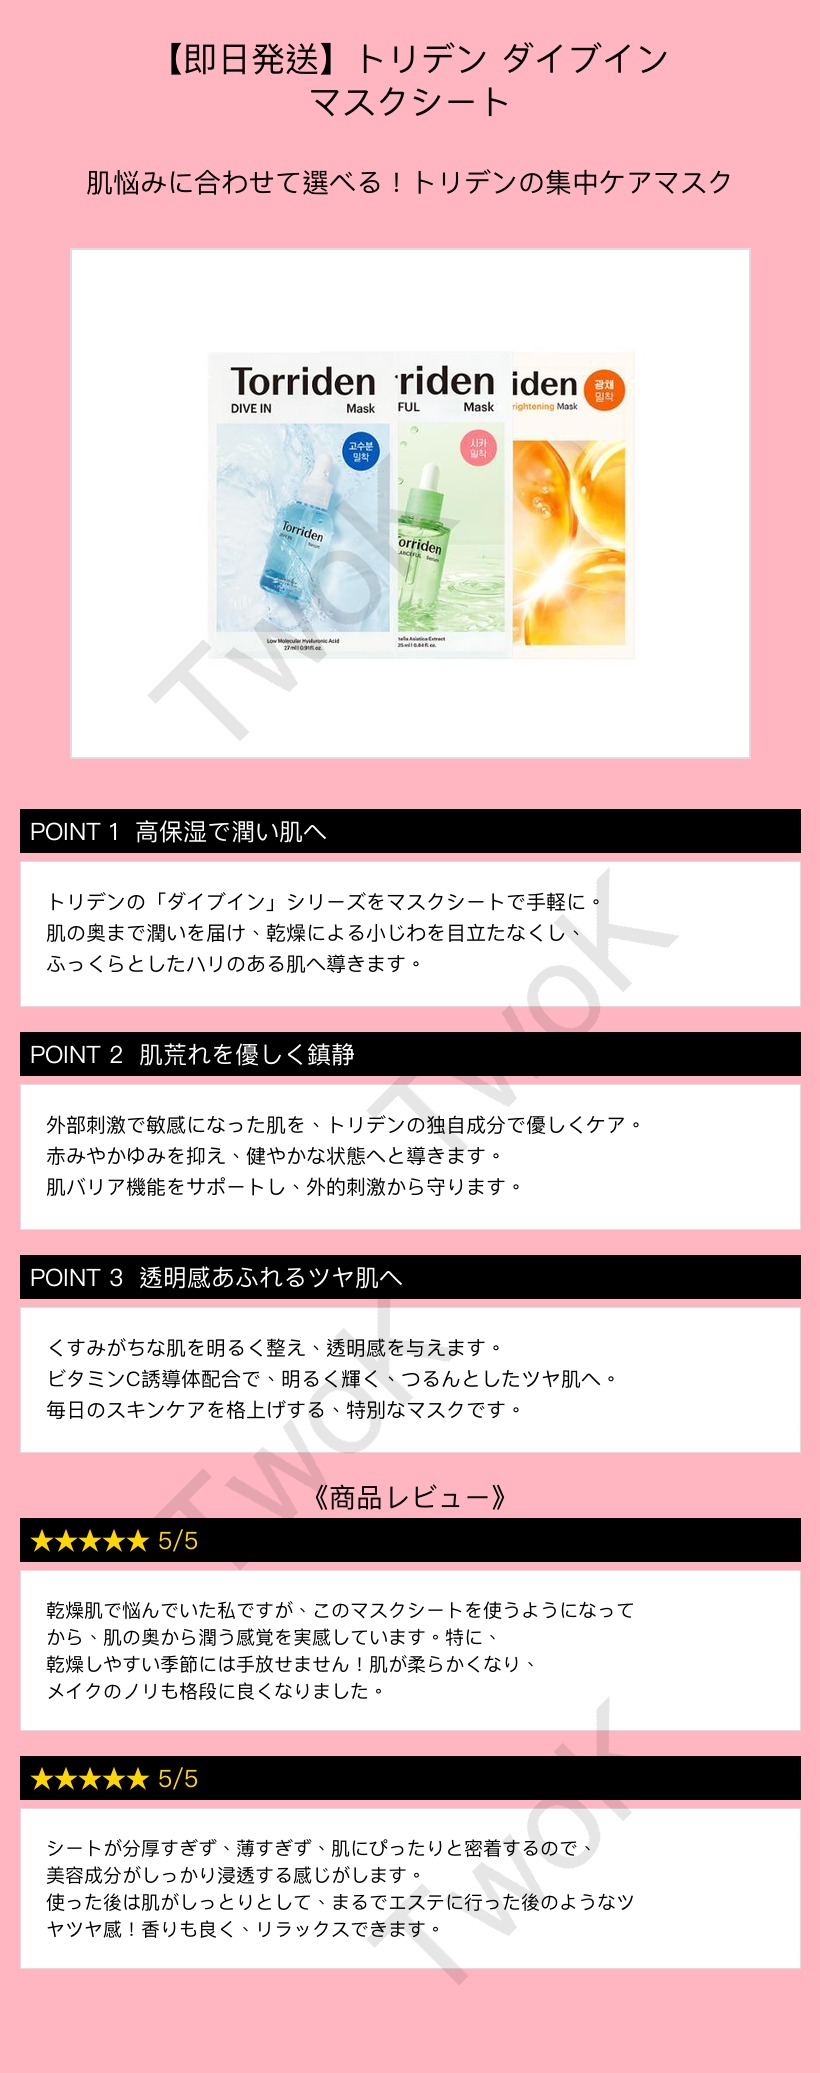 【即日発送】トリデン ダイブイン
マスクシート
肌悩みに合わせて選べる！トリデンの集中ケアマスク
Torriden
DIVE IN Mask
고수분
밀착
Torriden
DIVE IN Serum
Low Molecular Hyaluronic Acid
27ml | 0.91fl. oz.
riden
FUL Mask
시카
밀착
Torriden
Serum
tella Asiatica Extract
25ml | 0.84 fl. oz.
iden
rightening Mask
광채
밀착
TwoK
POINT 1 高保湿で潤い肌へ
トリデンの「ダイブイン」シリーズをマスクシートで手軽に。
肌の奥まで潤いを届け、乾燥による小じわを目立たなくし、
ふっくらとしたハリのある肌へ導きます。
TwoK
POINT 2 肌荒れを優しく鎮静
外部刺激で敏感になった肌を、トリデンの独自成分で優しくケア。
赤みやかゆみを抑え、健やかな状態へと導きます。
肌バリア機能をサポートし、外的刺激から守ります。
POINT 3 透明感あふれるツヤ肌へ
くすみがちな肌を明るく整え、透明感を与えます。
ビタミンC誘導体配合で、明るく輝く、つるんとしたツヤ肌へ。
毎日のスキンケアを格上げする、特別なマスクです。
TwoK
《商品レビュー》
★★★★★ 5/5
乾燥肌で悩んでいた私ですが、このマスクシートを使うようになって
から、肌の奥から潤う感覚を実感しています。特に、
乾燥しやすい季節には手放せません！肌が柔らかくなり、
メイクのノリも格段に良くなりました。
★★★★★ 5/5
シートが分厚すぎず、薄すぎず、肌にぴったりと密着するので、
美容成分がしっかり浸透する感じがします。
使った後は肌がしっとりとして、まるでエステに行った後のようなツ
ヤツヤ感！香りも良く、リラックスできます。
TwoK